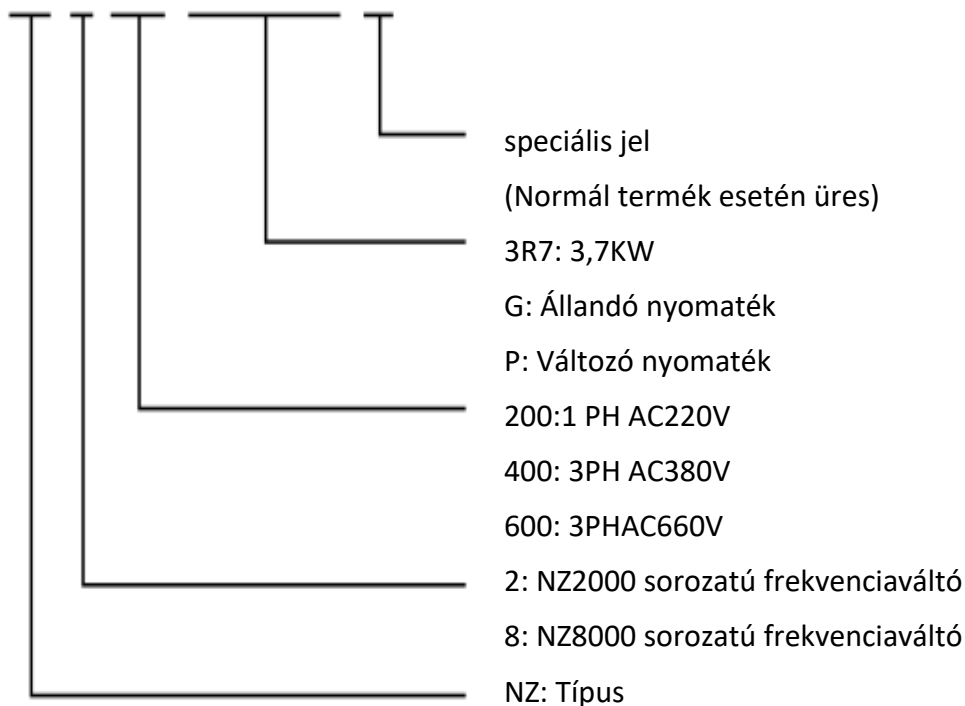 speciális jel
(Normál termék esetén üres)
3R7: 3,7KW
G: Állandó nyomaték
P: Változó nyomaték
200:1 PH AC220V
400: 3PH AC380V
600: 3PHAC660V
2: NZ2000 sorozatú frekvenciaváltó
8: NZ8000 sorozatú frekvenciaváltó
NZ: Típus